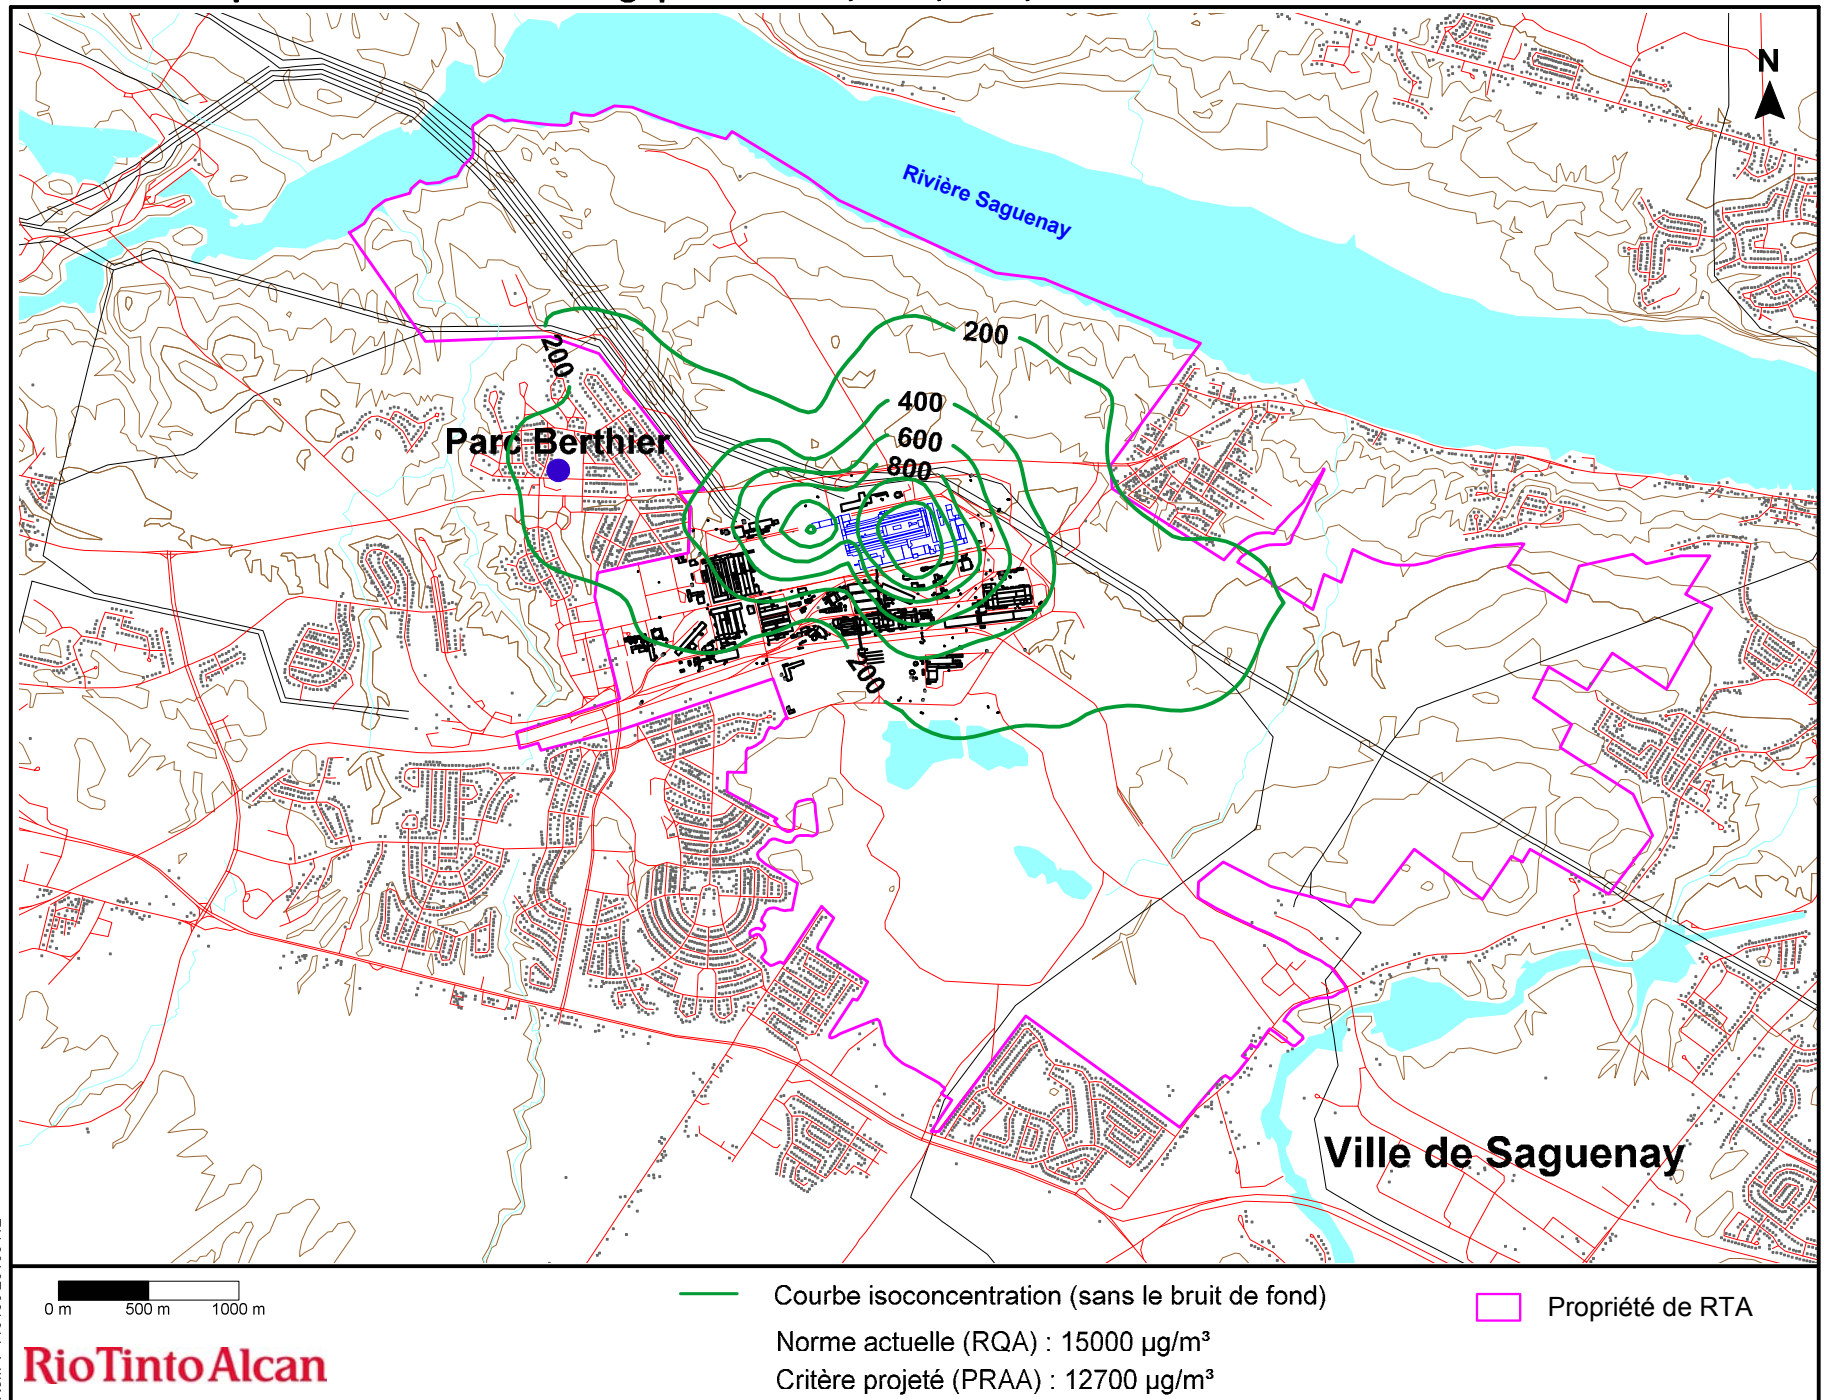 N
Rivière Saguenay
200
200
400
600
800
Parc Berthier
200
Ville de Saguenay
0 m 500 m 1000 m
RioTinto Alcan
Courbe isoconcentration (sans le bruit de fond)
Norme actuelle (RQA) : 15000 µg/m³
Critère projeté (PRAA) : 12700 µg/m³
Propriété de RTA